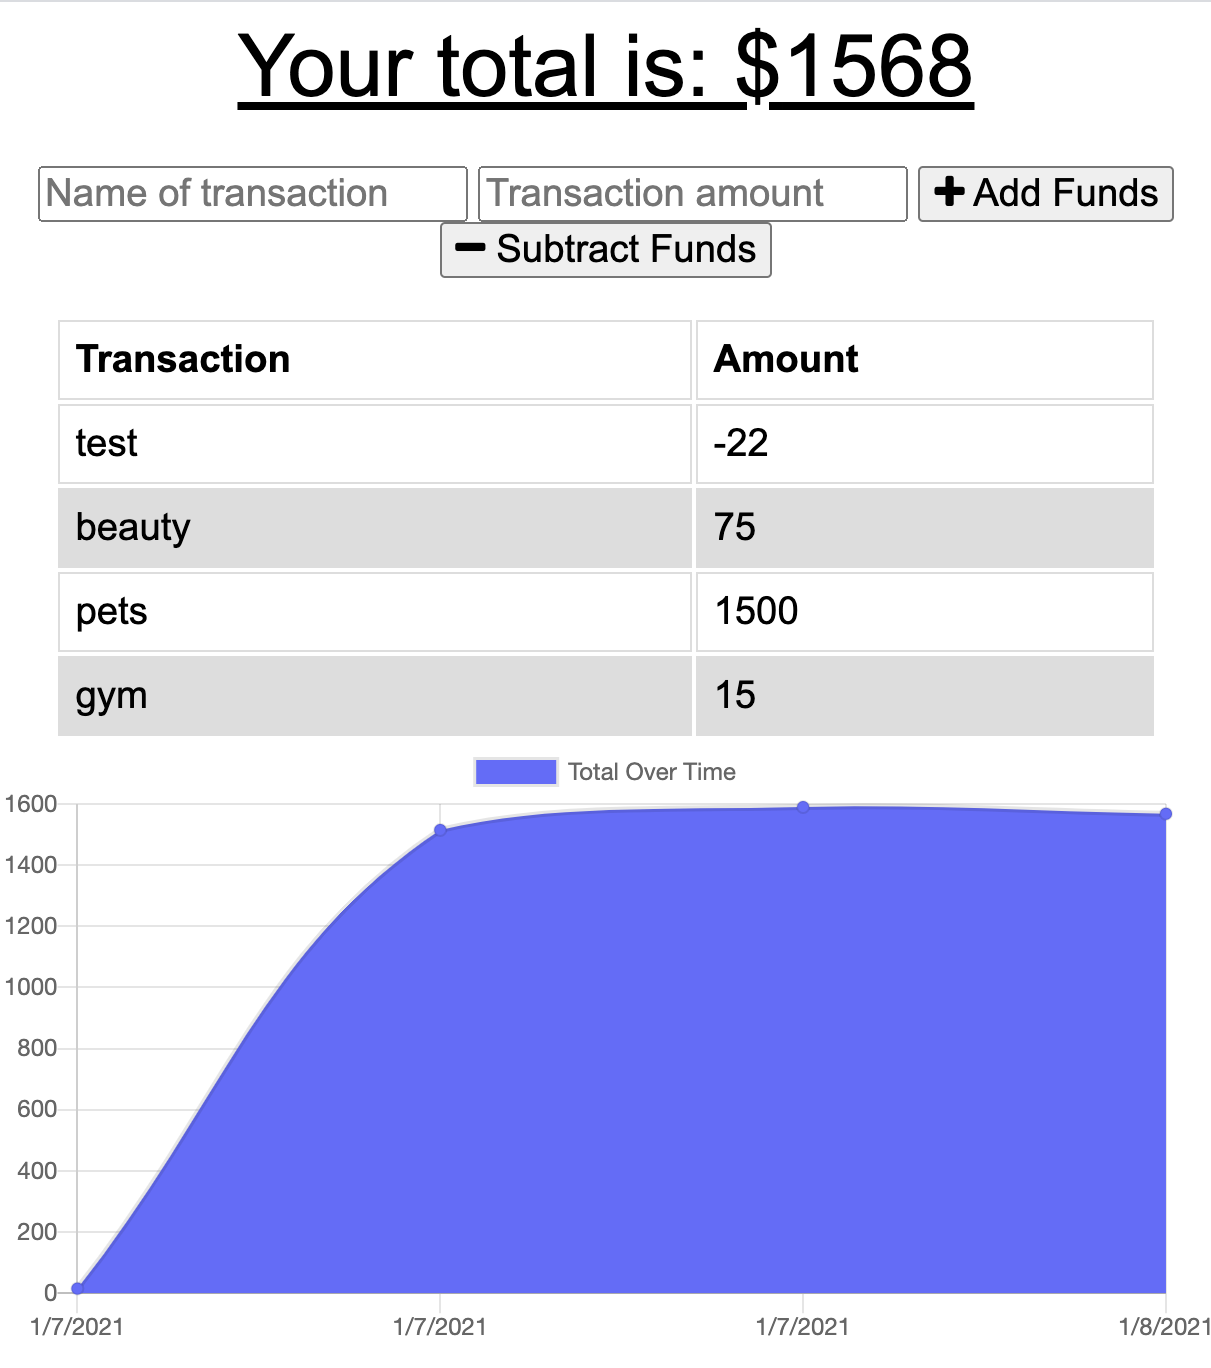 Your total is: $1568
Name of transaction Transaction amount Add Funds
Subtract Funds
Transaction Amount
test -22
beauty 75
pets 1500
gym 15
Total Over Time
1600
1400
1200
1000
800
600
400
200
0
1/7/2021 1/7/2021 1/7/2021 1/8/2021